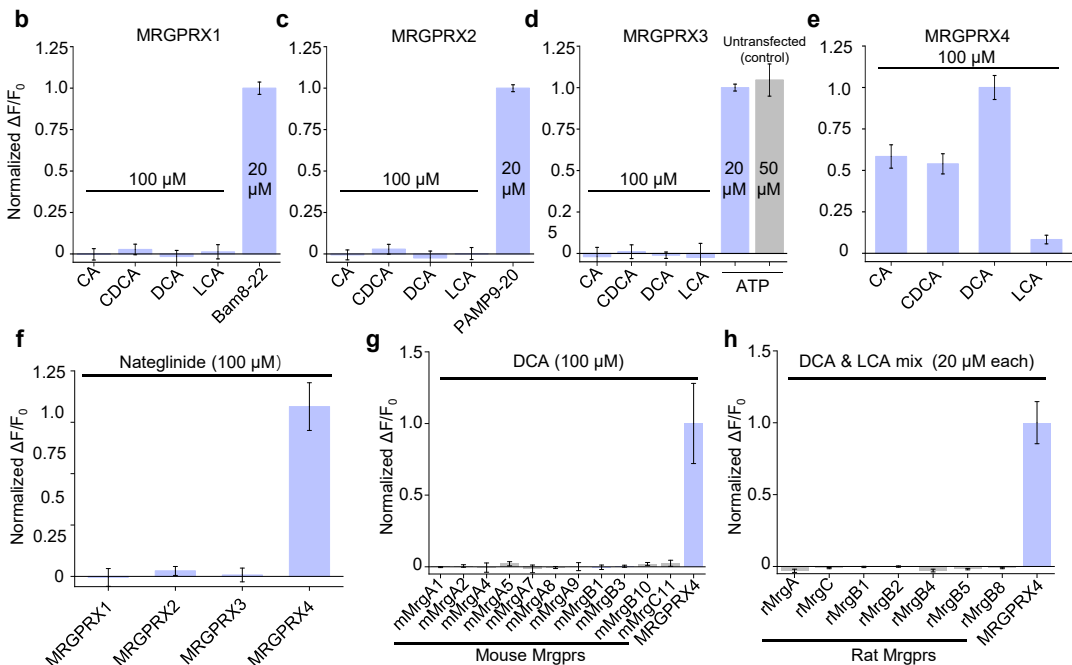 b
MRGPRX1
Normalized ΔF/F0
1.25
1.0
0.75
0.5
0.25
0
100 µM
20 µM
CA
CDCA
DCA
LCA
Bam8-22
c
MRGPRX2
1.25
1.0
0.75
0.5
0.25
0
100 µM
20
µM
CA
CDCA
DCA
LCA
PAMP9-20
d
MRGPRX3
Untransfected
(control)
1.25
1.0
0.75
0.5
0.2
5
0
100 µM
20
µM
50
µM
CA
CDCA
DCA
LCA
ATP
e
MRGPRX4
100 µM
1.25
1.0
0.75
0.5
0.25
0
CA
CDCA
DCA
LCA
f
Nateglinide (100 µM)
Normalized ΔF/F0
1.25
1.0
0.75
0.5
0.25
0
MRGPRX1
MRGPRX2
MRGPRX3
MRGPRX4
g
DCA (100 µM)
Normalized ΔF/F0
1.5
1.0
0.5
0
mMrgA1
mMrgA2
mMrgA4
mMrgA5
mMrgA7
mMrgA8
mMrgA9
mMrgB1
mMrgB3
mMrgB10
mMrgC11
MRGPRX4
Mouse Mrgprs
h
DCA & LCA mix (20 µM each)
Normalized ΔF/F0
1.5
1.0
0.5
0
rMrgA
rMrgC
rMrgB1
rMrgB2
rMrgB4
rMrgB5
rMrgB8
MRGPRX4
Rat Mrgprs